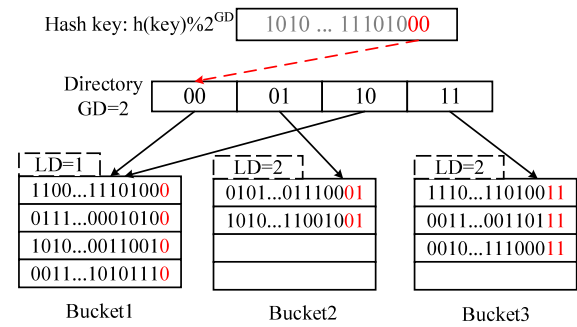 Hash key: h(key)%2^GD
1010 ... 11101000
Directory
GD=2
00 01 10 11
LD=1 LD=2 LD=2
1100...11101000 0101...01110001 1110...11010011
0111...00010100 1010...11001001 0011...00110111
1010...00110010 0010...11100011
0011...10101110
Bucket1 Bucket2 Bucket3